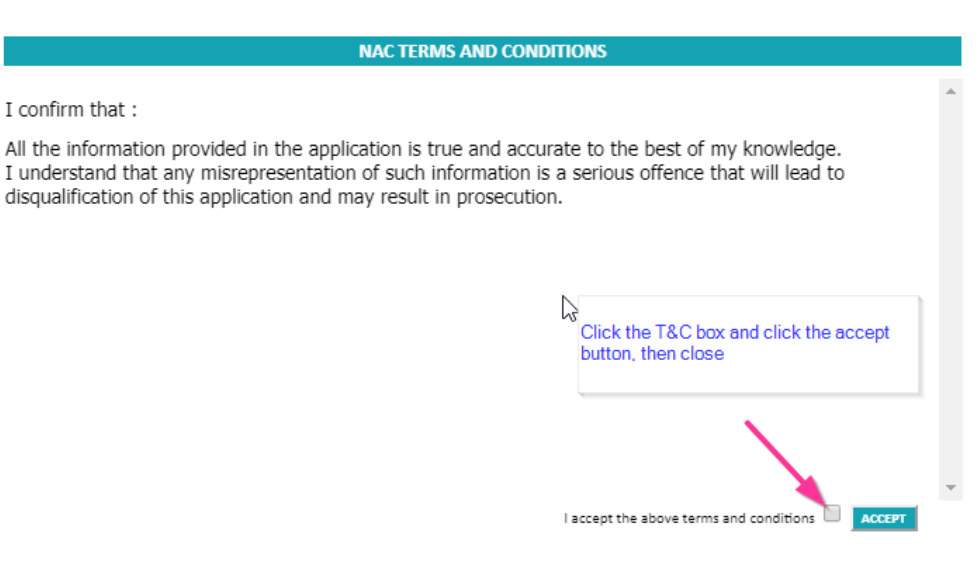 NAC TERMS AND CONDITIONS
I confirm that :
All the information provided in the application is true and accurate to the best of my knowledge.
I understand that any misrepresentation of such information is a serious offence that will lead to
disqualification of this application and may result in prosecution.
Click the T&C box and click the accept
button, then close
I accept the above terms and conditions
ACCEPT